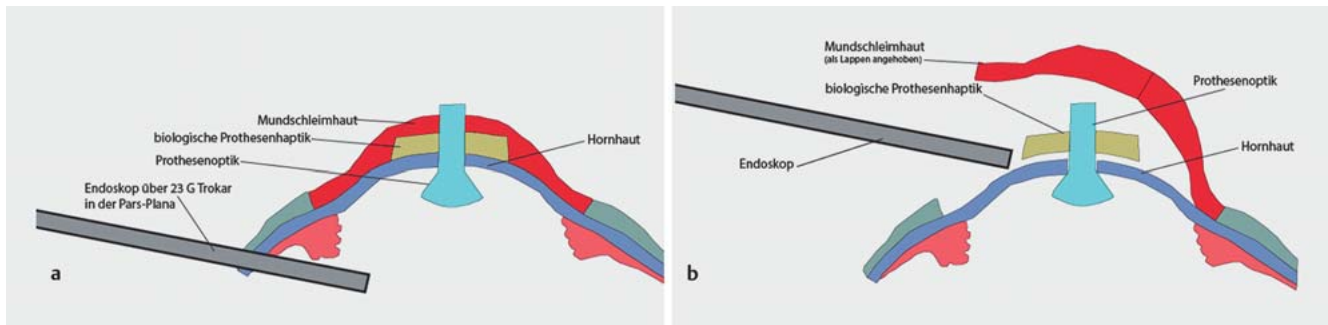 Mundschleimhaut
biologische Prothesenhaptik
Prothesenoptik
Hornhaut
Endoskop über 23 G Trokar
in der Pars-Plana
a
Mundschleimhaut
(als Lappen angehoben)
biologische Prothesenhaptik
Prothesenoptik
Endoskop
Hornhaut
b